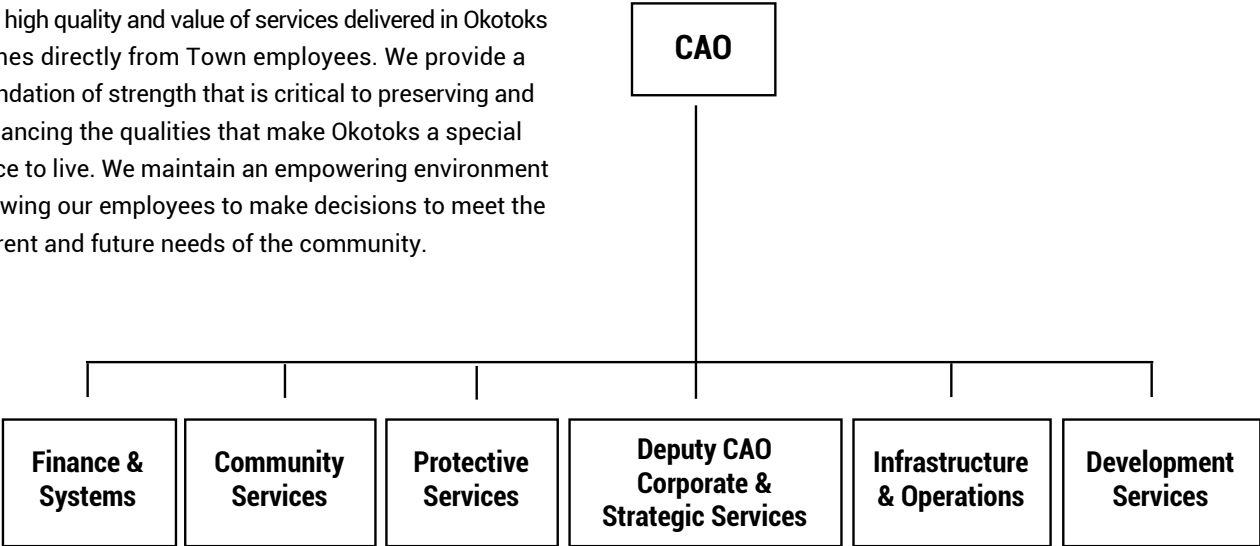 high quality and value of services delivered in Okotoks
mes directly from Town employees. We provide a
ndation of strength that is critical to preserving and
ancing the qualities that make Okotoks a special
ce to live. We maintain an empowering environment
wing our employees to make decisions to meet the
rent and future needs of the community.
CAO
Finance &
Systems
Community
Services
Protective
Services
Deputy CAO
Corporate &
Strategic Services
Infrastructure
& Operations
Development
Services